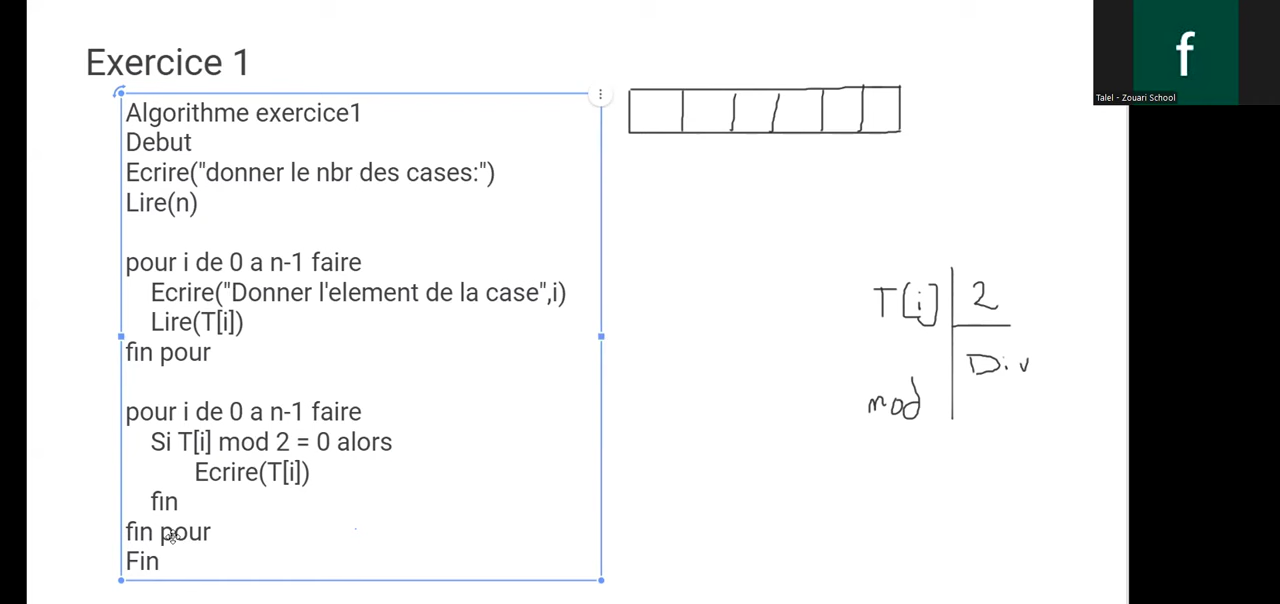 Exercice 1
Algorithme exercice1
Debut
Ecrire("donner le nbr des cases:")
Lire(n)
pour i de 0 a n-1 faire
Ecrire("Donner l'element de la case",i)
Lire(T[i])
fin pour
pour i de 0 a n-1 faire
Si T[i] mod 2 = 0 alors
Ecrire(T[i])
fin
fin pour
Fin
T[i] 2
Div
mod
f
Talel - Zouari School